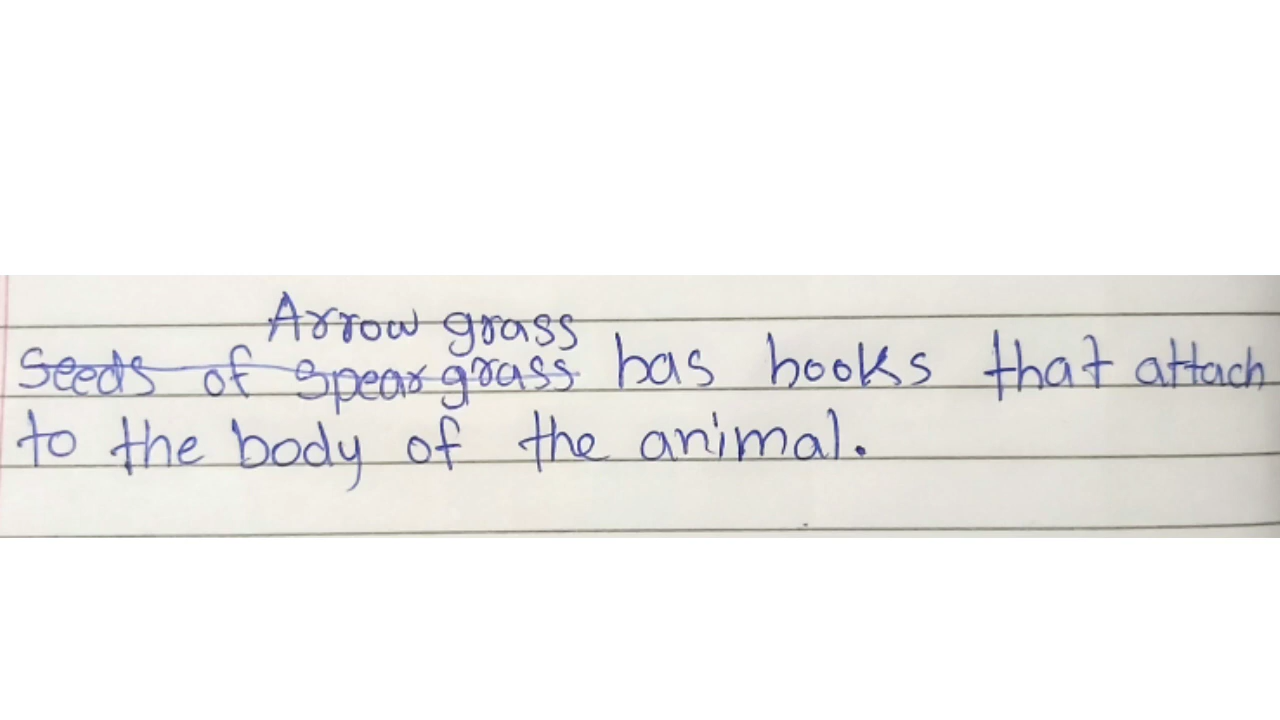 Arrow grass
Seeds of spear grass has hooks that attach
to the body of the animal.